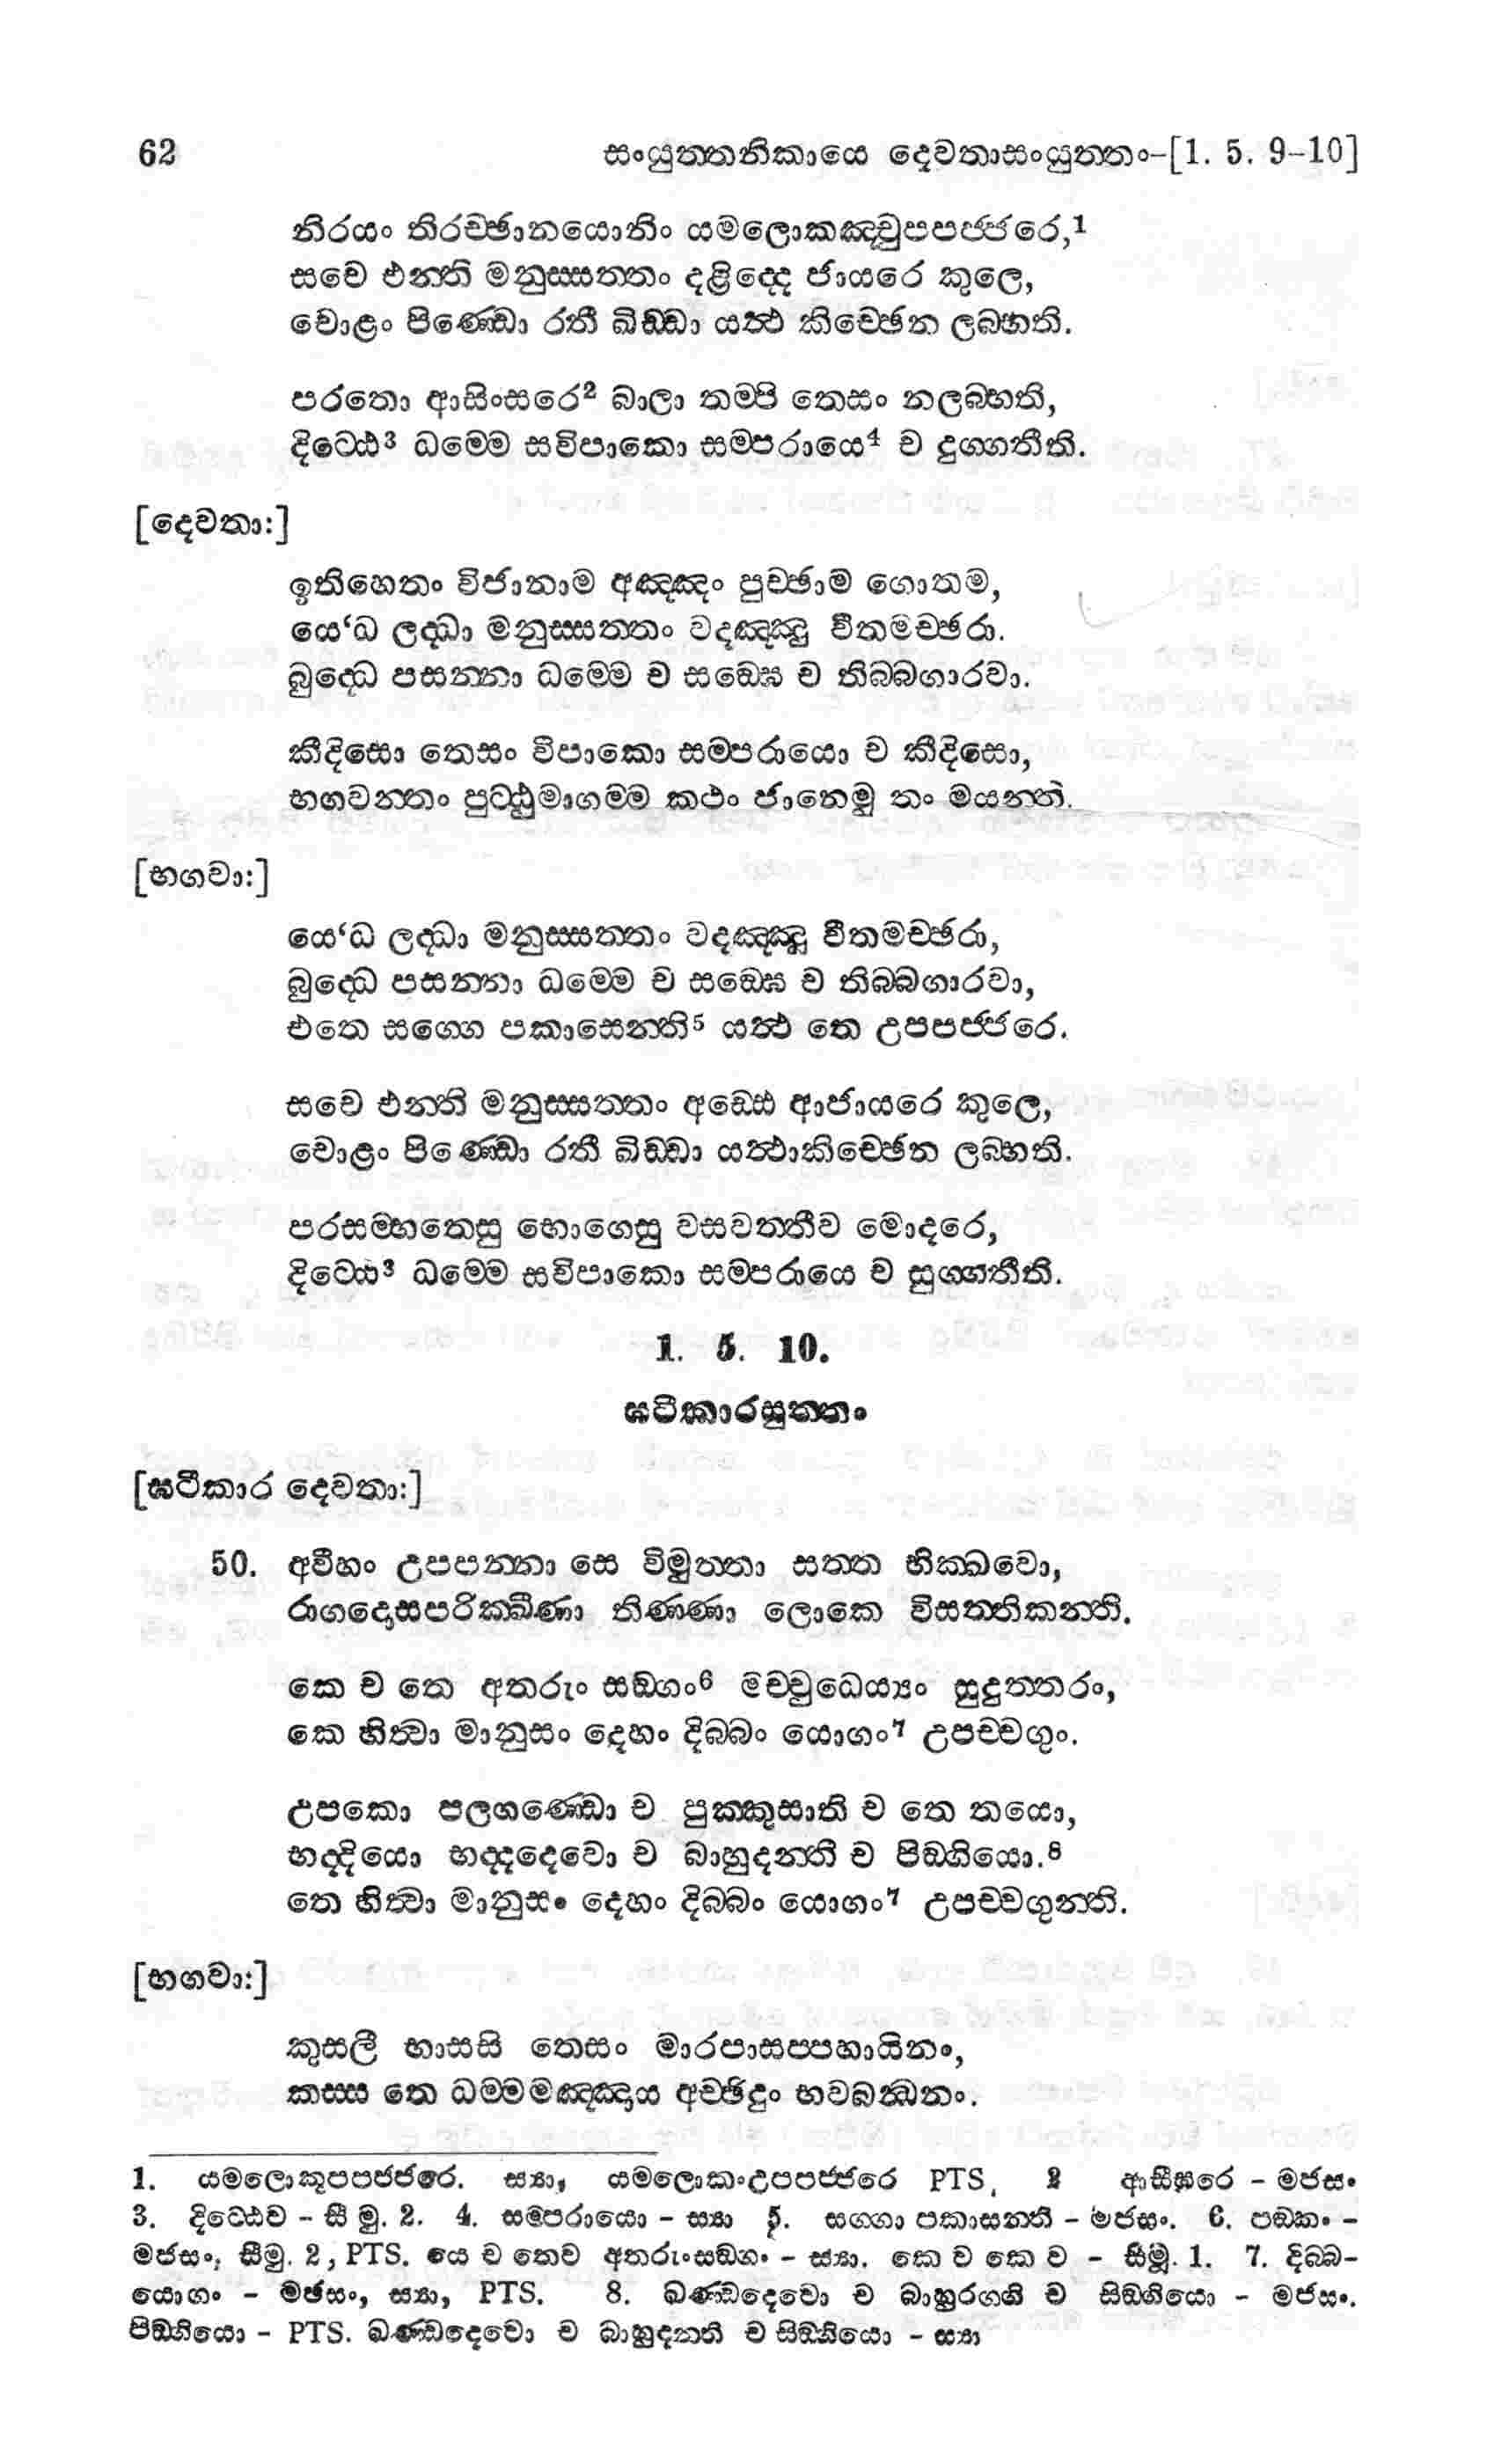 62 සංයුත්තනිකායෙ දෙවතාසංයුත්තං–[1. 5. 9–10]
නිරයං තිරච්ඡානයොනිං යමලොකඤ්චුපපජ්ජරෙ,1
සචෙ එන්ති මනුස්සත්තං දළිද්දෙ ජායරෙ කුලෙ,
චොළං පිණ්ඩො රතී ඛිඩ්ඩා යත්ථ කිච්ඡෙන ලබ්භති.
පරතො ආසිංසරෙ2 බාලා තම්පි තෙසං නලබ්භති,
දිට්ඨෙ3 ධම්මෙ සවිපාකො සම්පරායෙ4 ච දුග්ගතීති.
[දෙවතා:]
ඉතිහෙතං විජානාම අඤ්ඤං පුච්ඡාම ගොතම,
යෙ‘ධ ලද්ධා මනුස්සත්තං වදඤ්ඤු වීතමච්ඡරා.
බුද්ධෙ පසන්නා ධම්මෙ ච සඞ්ඝෙ ච තිබ්බගාරවා.
කීදිසො තෙසං විපාකො සම්පරායො ච කීදිසො,
භගවන්තං පුට්ඨුමාගම්ම කථං ජානෙමු තං මයන්ති.
[භගවා:]
යෙ‘ධ ලද්ධා මනුස්සත්තං වදඤ්ඤූ වීතමච්ඡරා,
බුද්ධෙ පසන්නා ධම්මෙ ච සඞ්ඝෙ ච තිබ්බගාරවා,
එතෙ සග්ගෙ පකාසෙන්ති5 යත්ථ තෙ උපපජ්ජරෙ.
සචෙ එන්ති මනුස්සත්තං අඩ්ඪෙ ආජායරෙ කුලෙ,
චොළං පිණ්ඩො රතී ඛිඩ්ඩා යත්ථාකිච්ඡෙන ලබ්භති.
පරසම්භතෙසු භොගෙසු වසවත්තීව මොදරෙ,
දිට්ඨෙ3 ධම්මෙ සවිපාකො සම්පරායෙ ච සුග්ගතීති.
1. 5. 10.
ඝටීකාරසුත්තං
[ඝටීකාර දෙවතා:]
50. අවිහං උපපන්නා සෙ විමුත්තා සත්ත භික්ඛවො,
රාගදොසපරික්ඛීණා තිණ්ණා ලොකෙ විසත්තිකන්ති.
කෙ ච තෙ අතරුං සඞ්ගං6 මච්චුධෙය්‍යං සුදුත්තරං,
කෙ හිත්වා මානුසං දෙහං දිබ්බං යොගං7 උපච්චගුං.
උපකො පලගණ්ඩො ච පුක්කුසාති ච තෙ තයො,
භද්දියො භද්දදෙවො ච බාහුදන්තී ච පිඞ්ගියො.8
තෙ හිත්වා මානුසං දෙහං දිබ්බං යොගං7 උපච්චගුන්ති.
[භගවා:]
කුසලී භාසසි තෙසං මාරපාසප්පහායිනං,
කස්ස තෙ ධම්මමඤ්ඤාය අච්ඡිදුං භවබන්ධනං.
1. යමලොකූපපජ්ජරෙ. ස්‍යා, යමලොකංඋපපජ්ජරෙ PTS, 2 ආසීඝරෙ – මජසං
3. දිට්ඨෙව – සී මු. 2. 4. සම්පරායො – ස්‍යා 5. සග්ගා පකාසන්ති – මජසං. 6. පඞ්කං –
මජසං, සීමු. 2, PTS. යෙ ච තෙව අතරුංසඞ්ගං – ස්‍යා. කෙ ච කෙ ච – සීමු. 1. 7. දිබ්බ–
යොගං – මජසං, ස්‍යා, PTS. 8. ඛණ්ඩදෙවො ච බාහුරග්ගි ච සිඞ්ගියො – මජසං.
පිඞ්ගියො – PTS. ඛණ්ඩදෙවො ච බාහුදන්තී ච සිඞ්ගියො – ස්‍යා